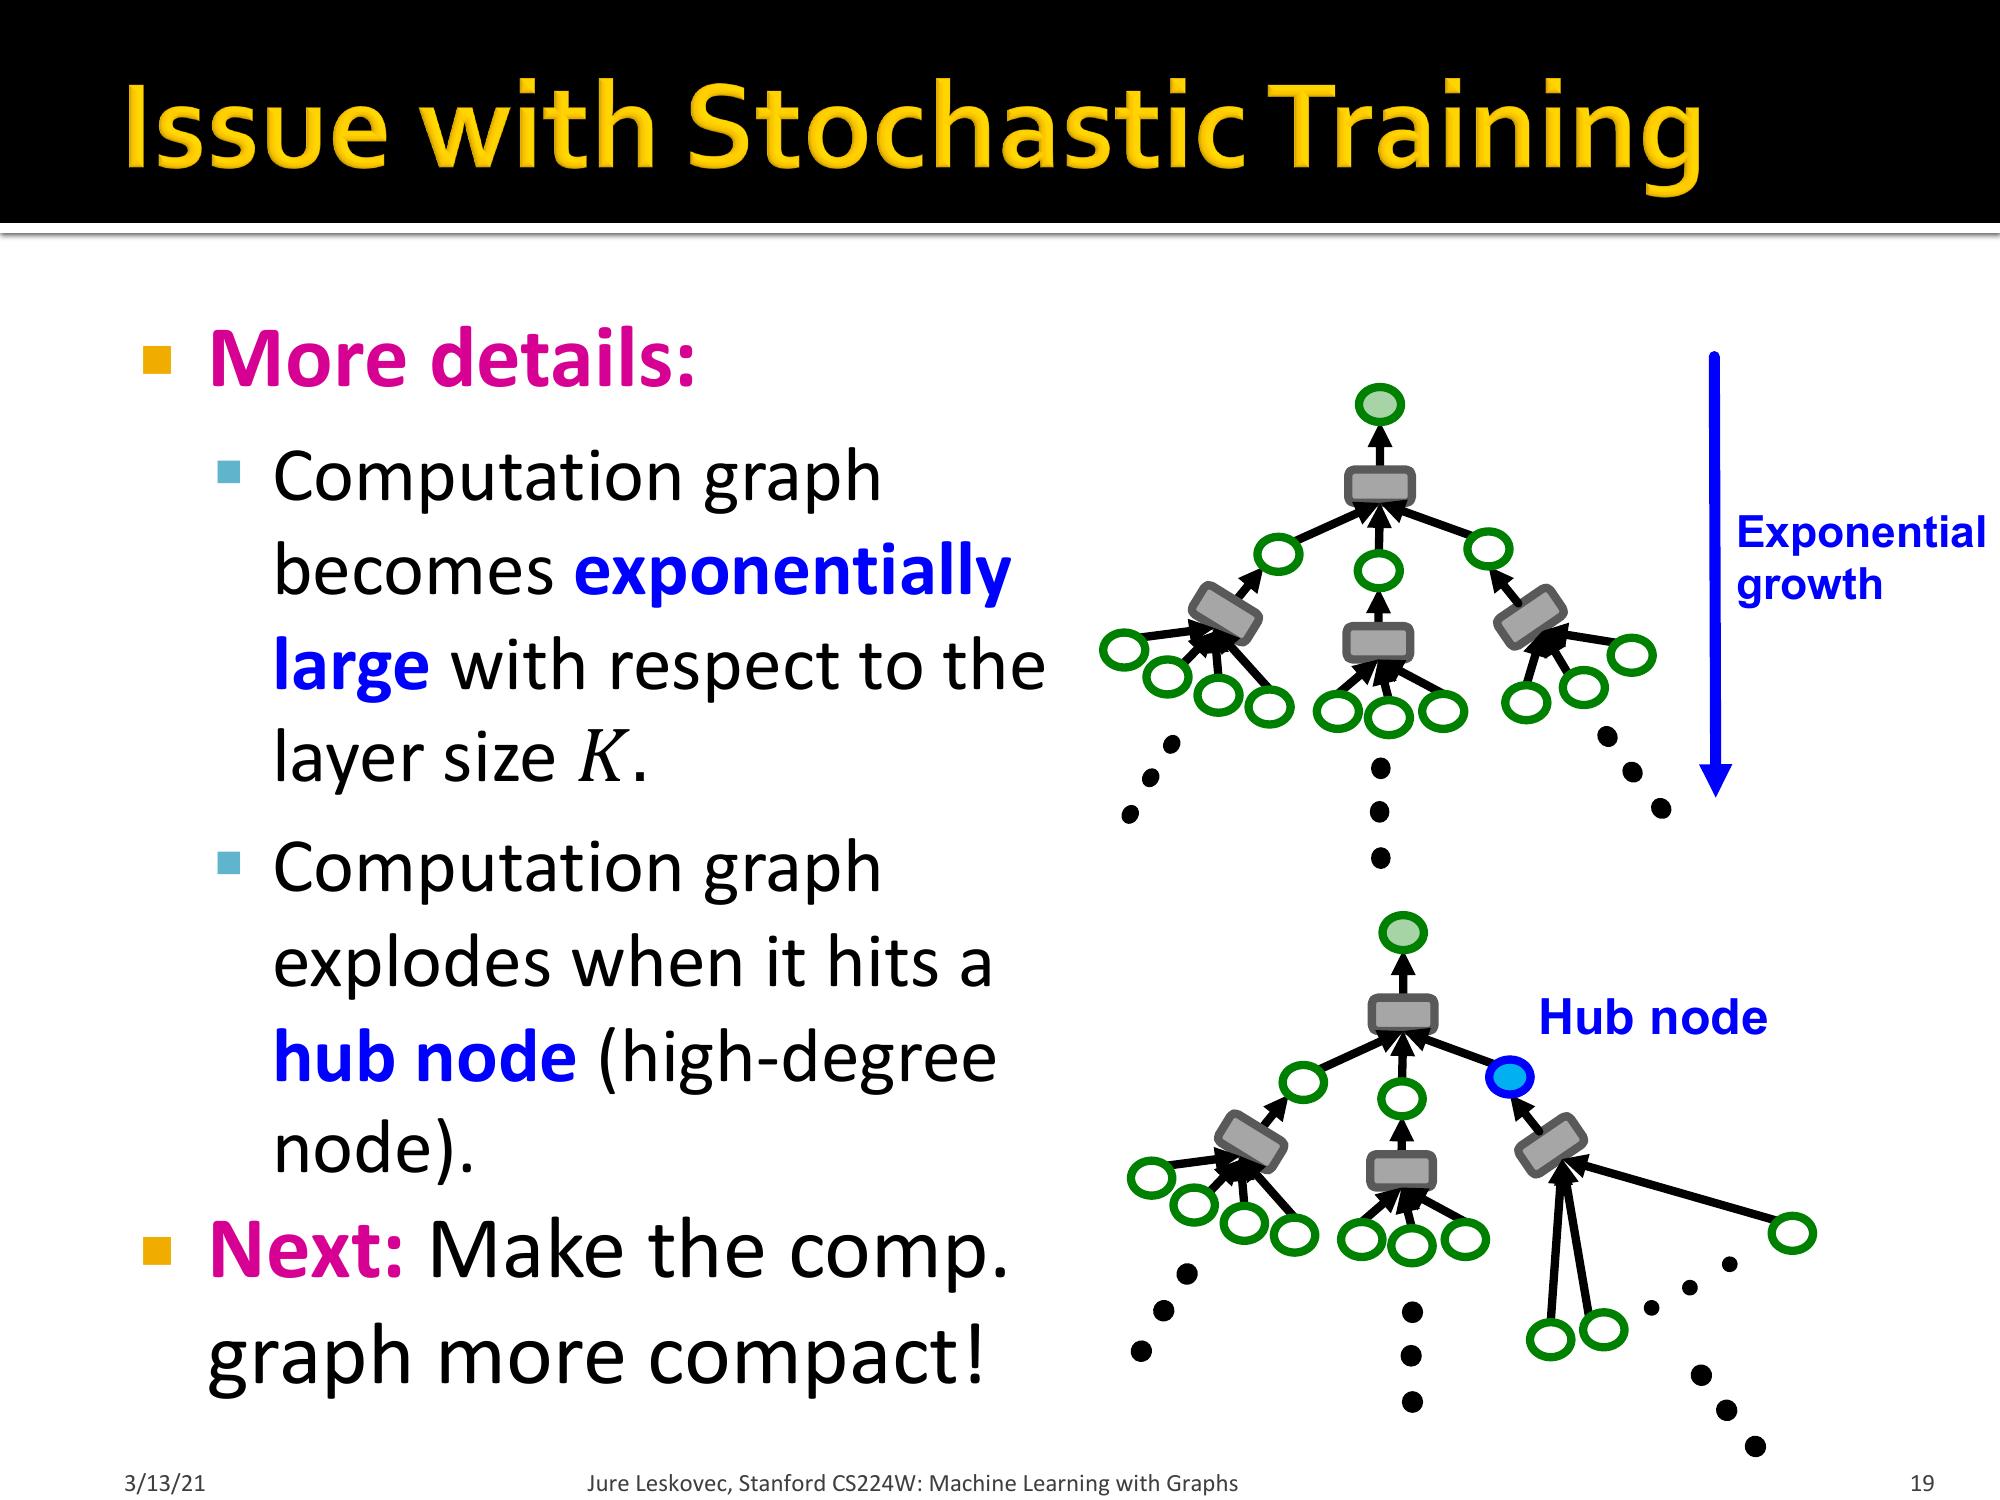 Issue with Stochastic Training
More details:
Computation graph
becomes exponentially
large with respect to the
layer size K.
Computation graph
explodes when it hits a
hub node (high-degree
node).
Next: Make the comp.
graph more compact!
Exponential
growth
Hub node
3/13/21
Jure Leskovec, Stanford CS224W: Machine Learning with Graphs
19